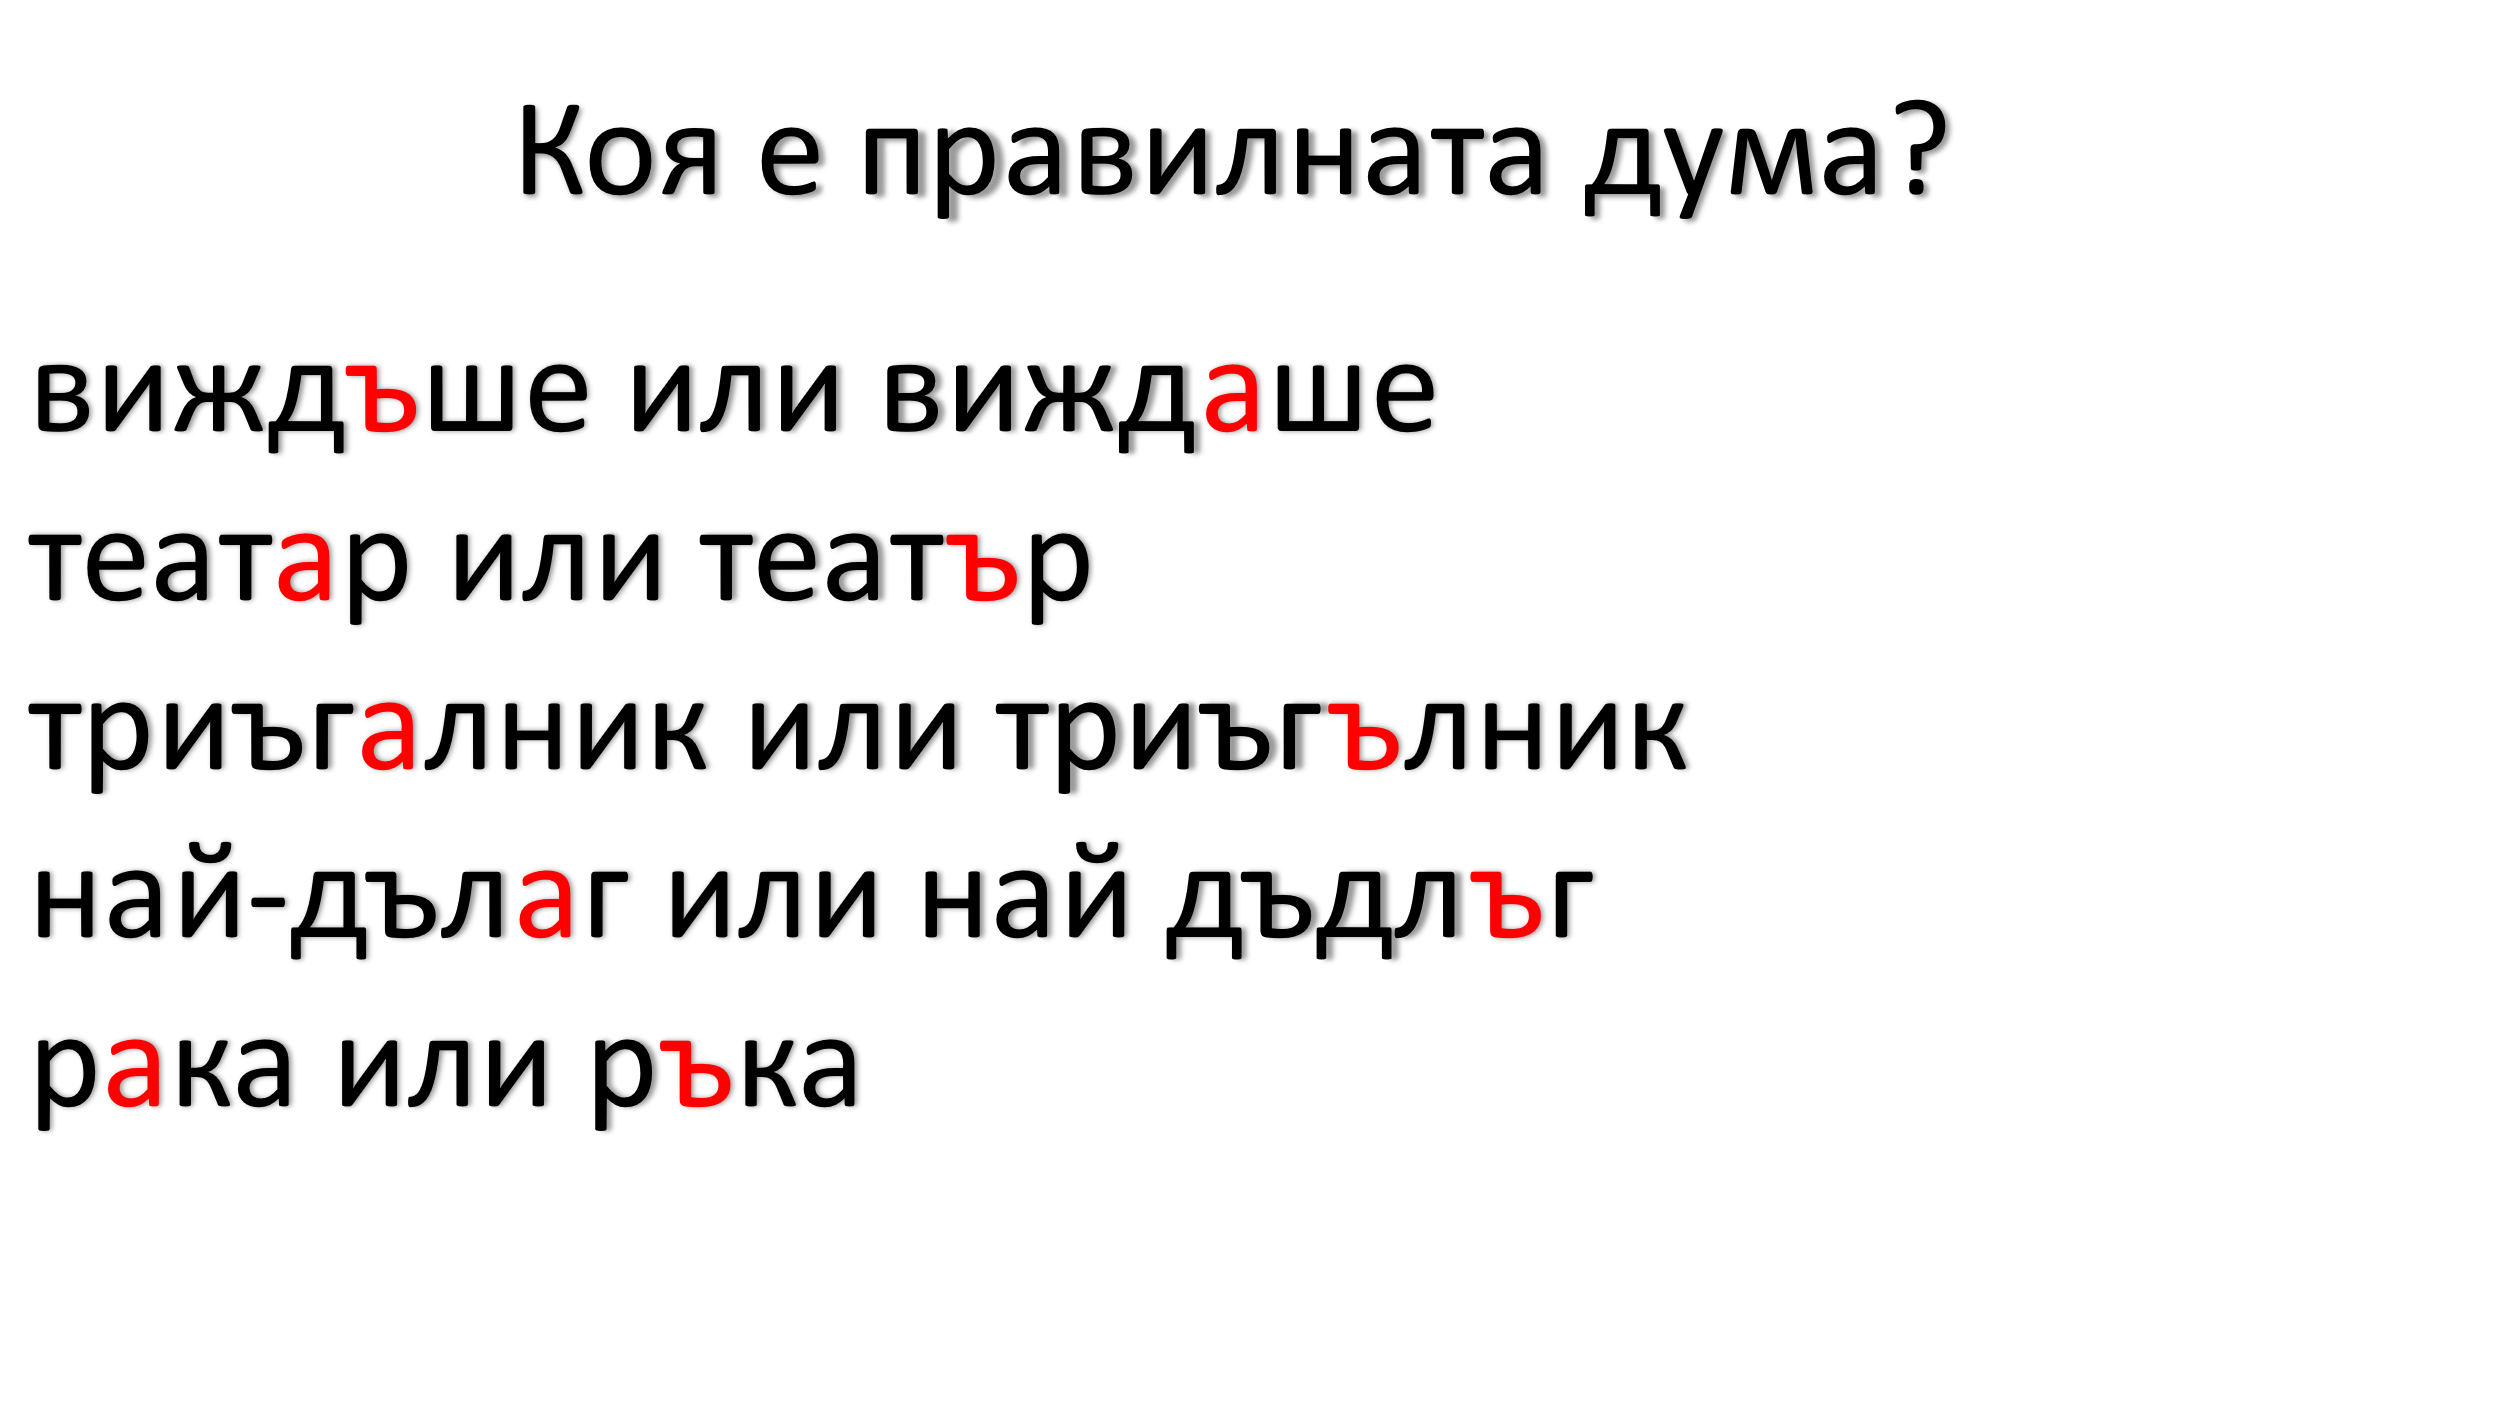 Коя е правилната дума?
виждъше или виждаше
театар или театър
триъгалник или триъгълник
най-дълаг или най дъдлъг
рака или ръка